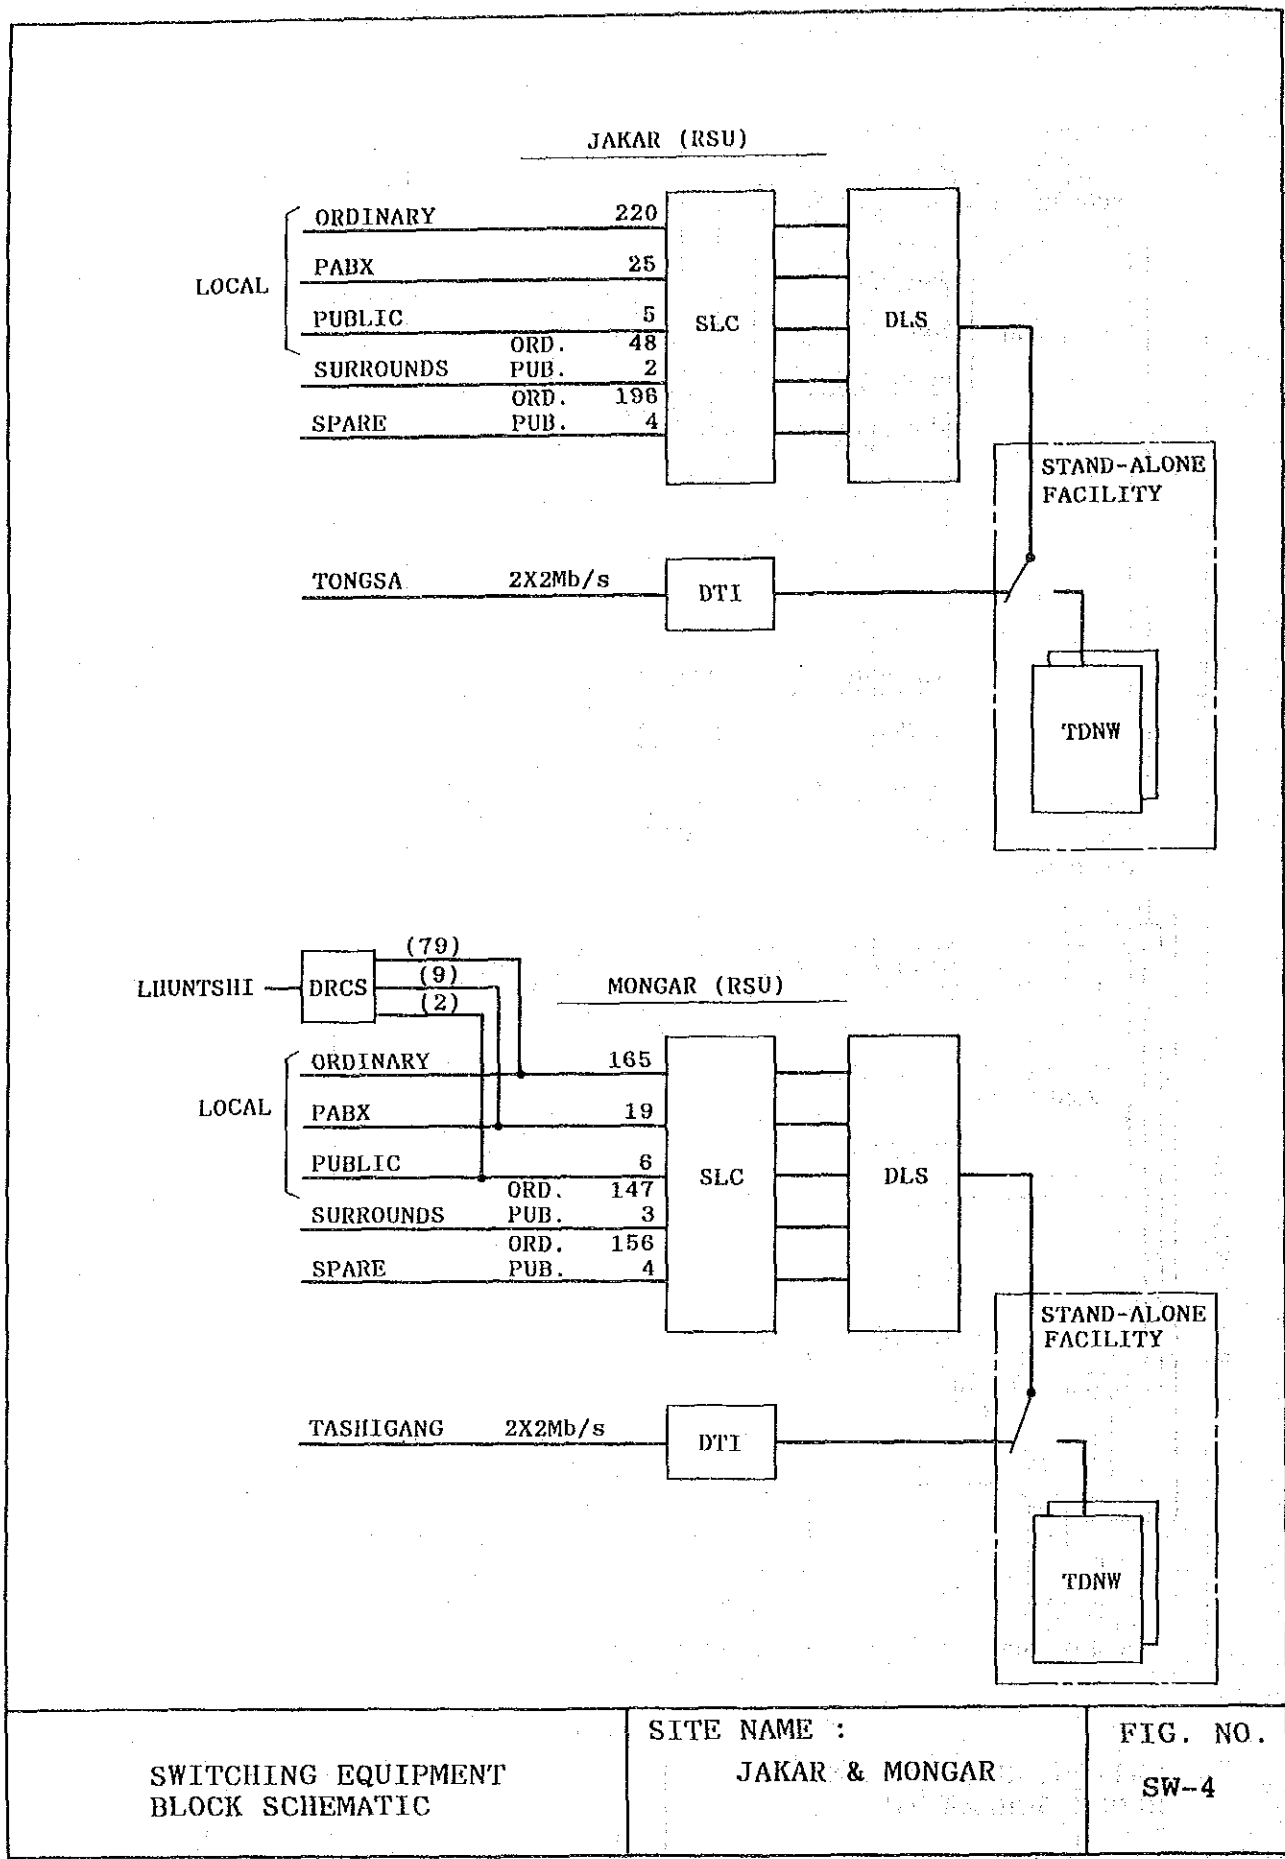 JAKAR (RSU)
ORDINARY 220
LOCAL
PABX 25
PUBLIC 5
ORD. 48
SURROUNDS PUB. 2
ORD. 196
SPARE PUB. 4
SLC
DLS
STAND-ALONE
FACILITY
TONGSA 2X2Mb/s
DTI
TDNW
(79)
LHUNTSHI DRCS (9)
(2)
MONGAR (RSU)
ORDINARY 165
LOCAL
PABX 19
PUBLIC 6
ORD. 147
SURROUNDS PUB. 3
ORD. 156
SPARE PUB. 4
SLC
DLS
STAND-ALONE
FACILITY
TASHIGANG 2X2Mb/s
DTI
TDNW
SWITCHING EQUIPMENT
BLOCK SCHEMATIC
SITE NAME :
JAKAR & MONGAR
FIG. NO.
SW-4